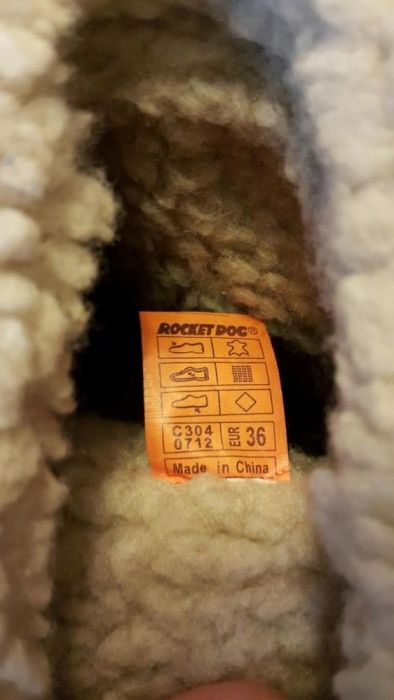 ROCKET DOG®
C304
0712
EUR 36
Made in China